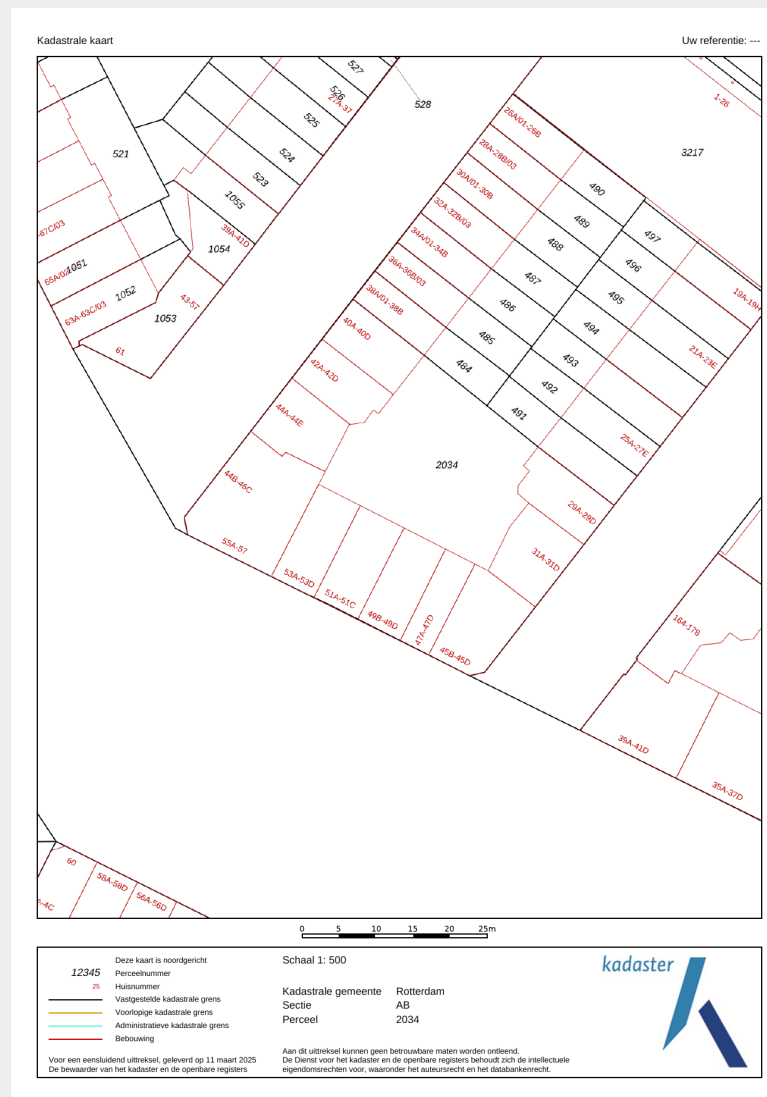 Kadastrale kaart
Uw referentie: ---
527
526
27A-37
525
524
523
1055
39A-41D
1054
528
521
67C/03
1051
1052
63A-63C/03
43-57
1053
61
1-26
3217
26A/01-26B
28A-28B/03
30A/01-30B
32A-32B/03
34A/01-34B
36A-36B/03
38A/01-38B
40A-40D
42A-42D
44A-44E
44B-46C
490
489
488
487
486
485
484
497
496
495
494
493
492
491
19A-19H
21A-23E
25A-27E
29A-29D
31A-31D
2034
55A-57
53A-53D
51A-51C
49B-49D
47A-47D
45B-45D
164-178
39A-41D
35A-37D
60
58A-58D
56A-56D
-4C
0 5 10 15 20 25m
Deze kaart is noordgericht
12345 Perceelnummer
25 Huisnummer
Vastgestelde kadastrale grens
Voorlopige kadastrale grens
Administratieve kadastrale grens
Bebouwing
Voor een eensluidend uittreksel, geleverd op 11 maart 2025
De bewaarder van het kadaster en de openbare registers
Schaal 1: 500
Kadastrale gemeente Rotterdam
Sectie AB
Perceel 2034
Aan dit uittreksel kunnen geen betrouwbare maten worden ontleend.
De Dienst voor het kadaster en de openbare registers behoudt zich de intellectuele
eigendomsrechten voor, waaronder het auteursrecht en het databankenrecht.
kadaster